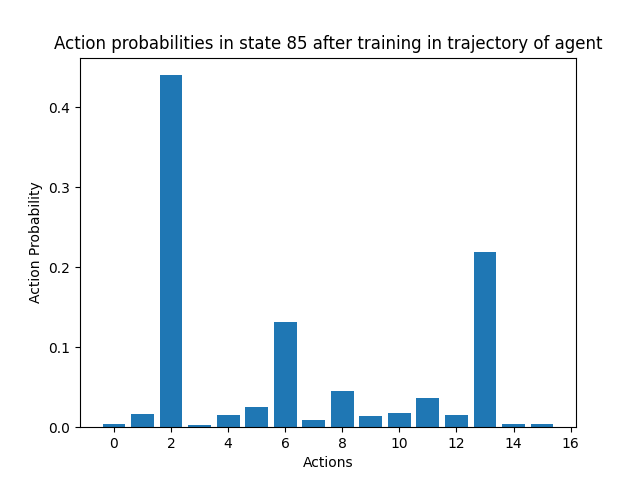 Action probabilities in state 85 after training in trajectory of agent
0.4
0.3
0.2
0.1
0.0
Action Probability
0 2 4 6 8 10 12 14 16
Actions